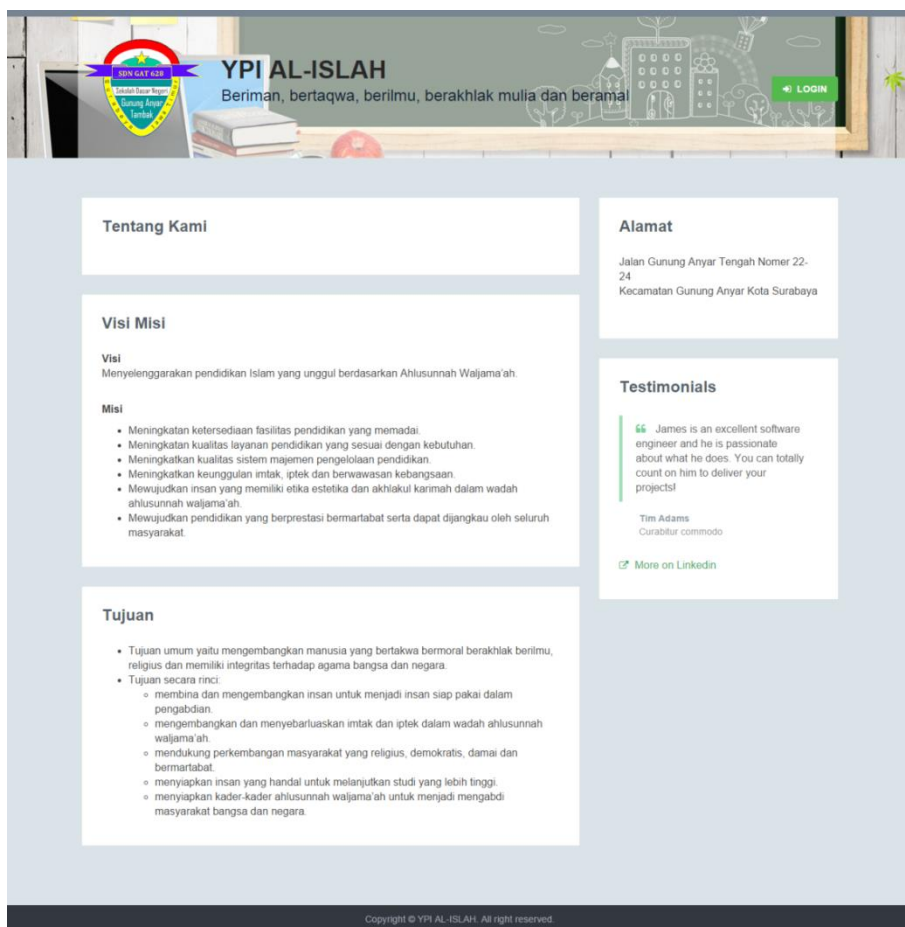 SDN GAT 628
Sekolah Dasar Negeri
Gunung Anyar
Tambak
YPI AL-ISLAH
Beriman, bertaqwa, berilmu, berakhlak mulia dan beramal
LOGIN
Tentang Kami
Visi Misi
Visi
Menyelenggarakan pendidikan Islam yang unggul berdasarkan Ahlusunnah Waljama'ah.
Misi
• Meningkatan ketersediaan fasilitas pendidikan yang memadai.
• Meningkatan kualitas layanan pendidikan yang sesuai dengan kebutuhan.
• Meningkatkan kualitas sistem majemen pengelolaan pendidikan.
• Meningkatkan keunggulan imtak, iptek dan berwawasan kebangsaan.
• Mewujudkan insan yang memiliki etika estetika dan akhlakul karimah dalam wadah
ahlusunnah waljama'ah.
• Mewujudkan pendidikan yang berprestasi bermartabat serta dapat dijangkau oleh seluruh
masyarakat.
Tujuan
• Tujuan umum yaitu mengembangkan manusia yang bertakwa bermoral berakhlak berilmu,
religius dan memiliki integritas terhadap agama bangsa dan negara.
• Tujuan secara rinci:
◦ membina dan mengembangkan insan untuk menjadi insan siap pakai dalam
pengabdian.
◦ mengembangkan dan menyebarluaskan imtak dan iptek dalam wadah ahlusunnah
waljama'ah.
◦ mendukung perkembangan masyarakat yang religius, demokratis, damai dan
bermartabat.
◦ menyiapkan insan yang handal untuk melanjutkan studi yang lebih tinggi.
◦ menyiapkan kader-kader ahlusunnah waljama'ah untuk menjadi mengabdi
masyarakat bangsa dan negara.
Alamat
Jalan Gunung Anyar Tengah Nomer 22-
24
Kecamatan Gunung Anyar Kota Surabaya
Testimonials
❝ James is an excellent software
engineer and he is passionate
about what he does. You can totally
count on him to deliver your
projects!
Tim Adams
Curabitur commodo
More on Linkedin
Copyright © YPI AL-ISLAH. All right reserved.